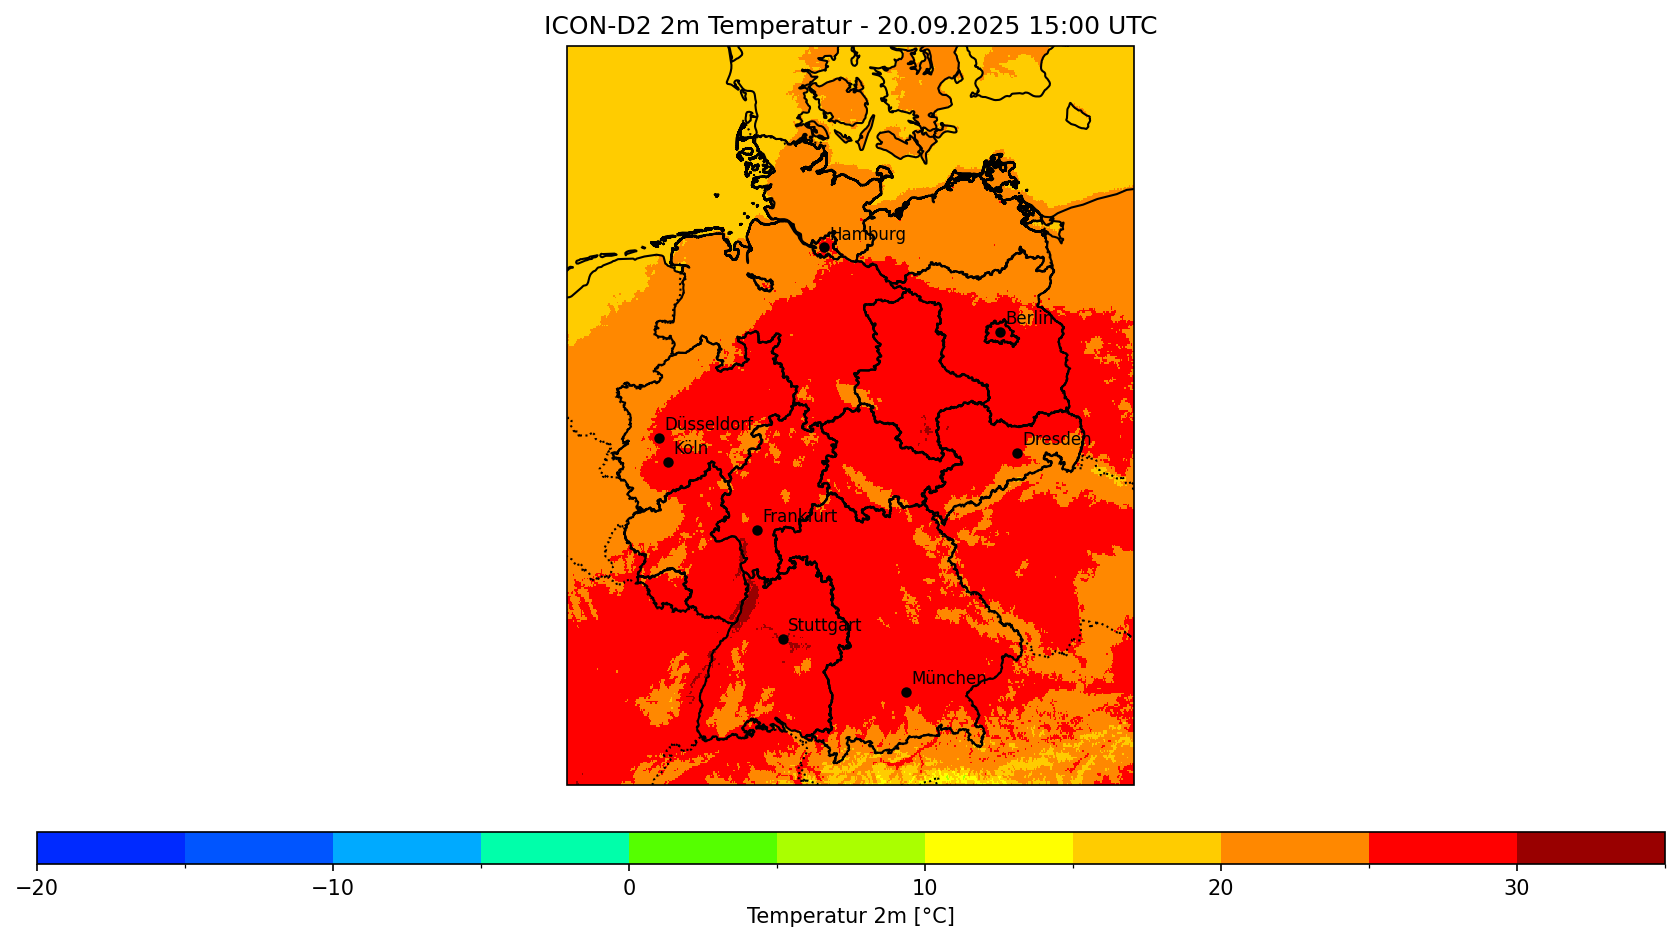 ICON-D2 2m Temperatur - 20.09.2025 15:00 UTC
Hamburg
Berlin
Düsseldorf
Köln
Dresden
Frankfurt
Stuttgart
München
−20 −10 0 10 20 30
Temperatur 2m [°C]